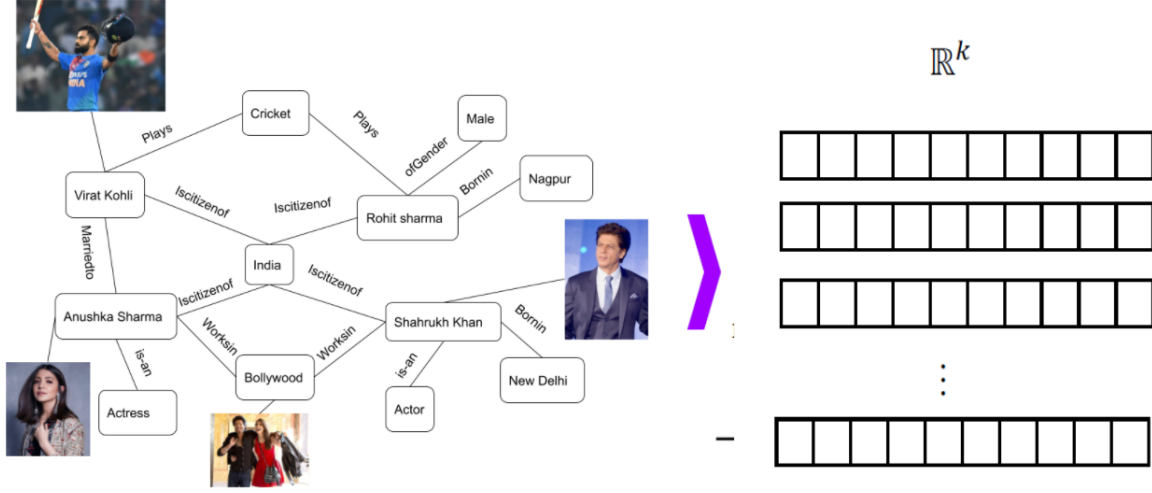 ℝᵏ
Cricket
Plays
Plays
Male
ofGender
Bornin
Nagpur
Virat Kohli
Iscitizenof
Iscitizenof
Rohit sharma
Marriedto
India
Iscitizenof
Iscitizenof
Anushka Sharma
Shahrukh Khan
Bornin
Worksin
Worksin
is-an
is-an
Bollywood
New Delhi
Actress
Actor